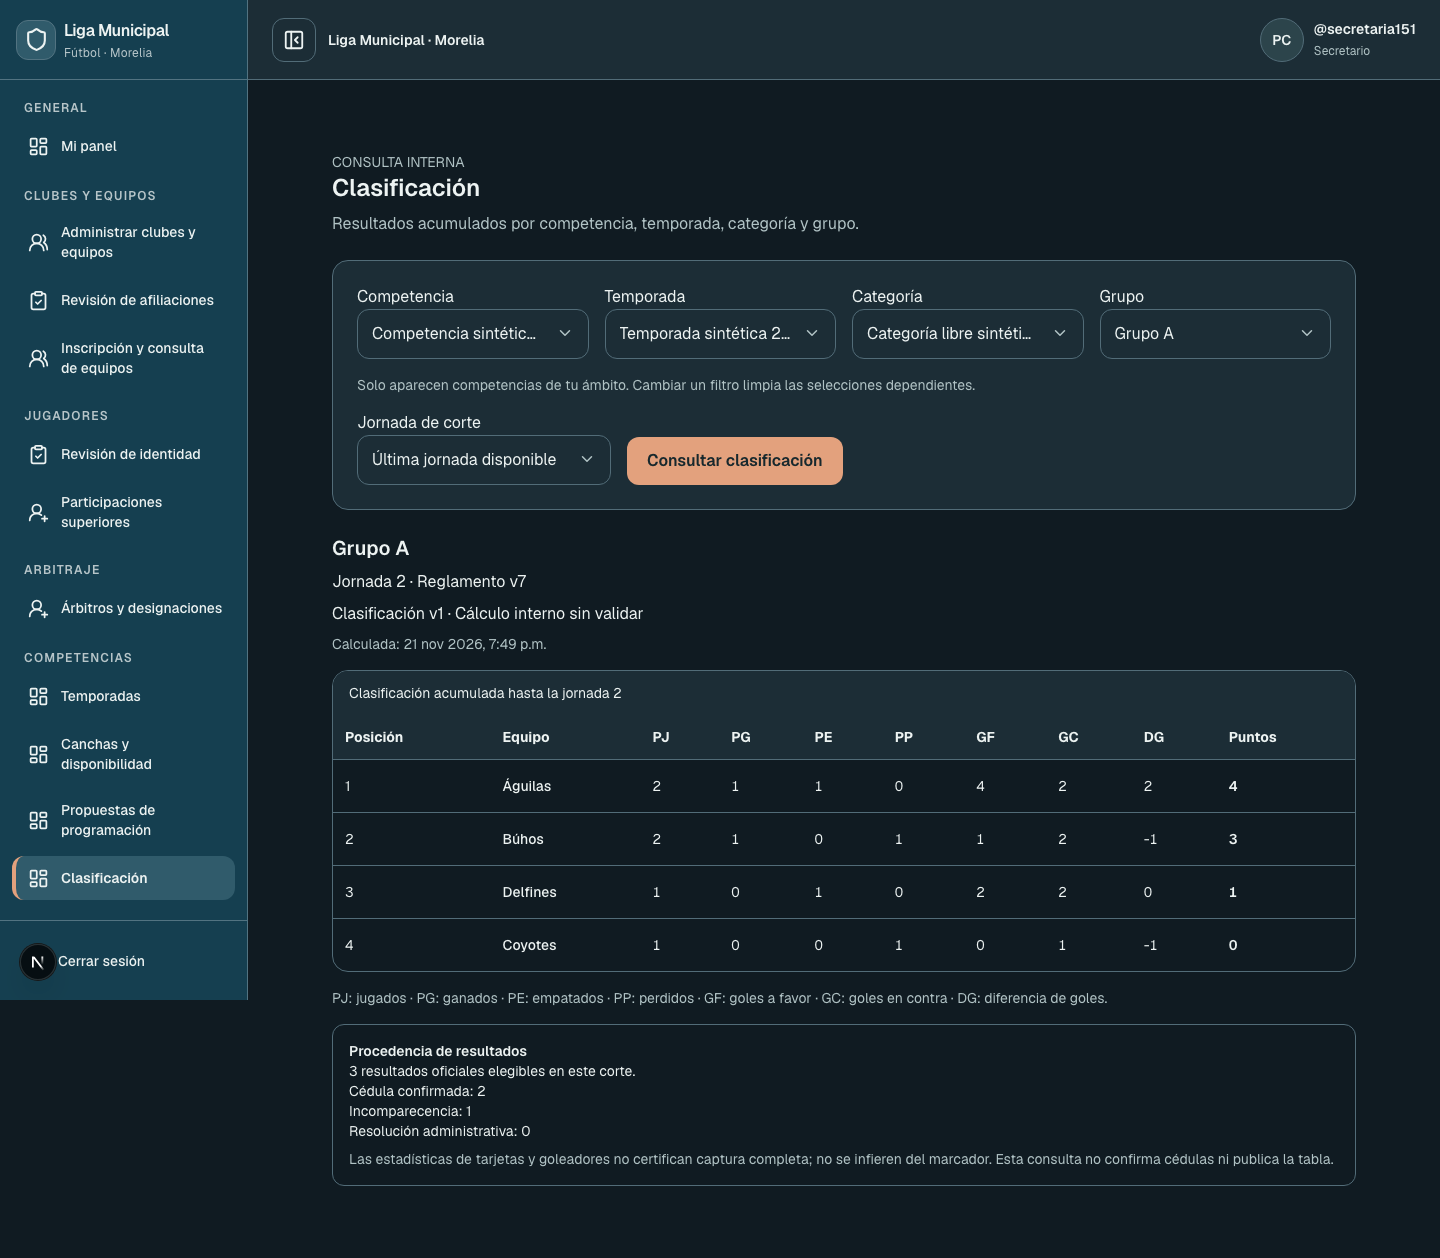 Liga Municipal
Fútbol · Morelia
GENERAL
Mi panel
CLUBES Y EQUIPOS
Administrar clubes y
equipos
Revisión de afiliaciones
Inscripción y consulta
de equipos
JUGADORES
Revisión de identidad
Participaciones
superiores
ARBITRAJE
Árbitros y designaciones
COMPETENCIAS
Temporadas
Canchas y
disponibilidad
Propuestas de
programación
Clasificación
N Cerrar sesión
Liga Municipal · Morelia
PC
@secretaria151
Secretario
CONSULTA INTERNA
Clasificación
Resultados acumulados por competencia, temporada, categoría y grupo.
Competencia Temporada Categoría Grupo
Competencia sintétic... Temporada sintética 2... Categoría libre sintéti... Grupo A
Solo aparecen competencias de tu ámbito. Cambiar un filtro limpia las selecciones dependientes.
Jornada de corte
Última jornada disponible Consultar clasificación
Grupo A
Jornada 2 · Reglamento v7
Clasificación v1 · Cálculo interno sin validar
Calculada: 21 nov 2026, 7:49 p.m.
Clasificación acumulada hasta la jornada 2
Posición Equipo PJ PG PE PP GF GC DG Puntos
1 Águilas 2 1 1 0 4 2 2 4
2 Búhos 2 1 0 1 1 2 -1 3
3 Delfines 1 0 1 0 2 2 0 1
4 Coyotes 1 0 0 1 0 1 -1 0
PJ: jugados · PG: ganados · PE: empatados · PP: perdidos · GF: goles a favor · GC: goles en contra · DG: diferencia de goles.
Procedencia de resultados
3 resultados oficiales elegibles en este corte.
Cédula confirmada: 2
Incomparecencia: 1
Resolución administrativa: 0
Las estadísticas de tarjetas y goleadores no certifican captura completa; no se infieren del marcador. Esta consulta no confirma cédulas ni publica la tabla.